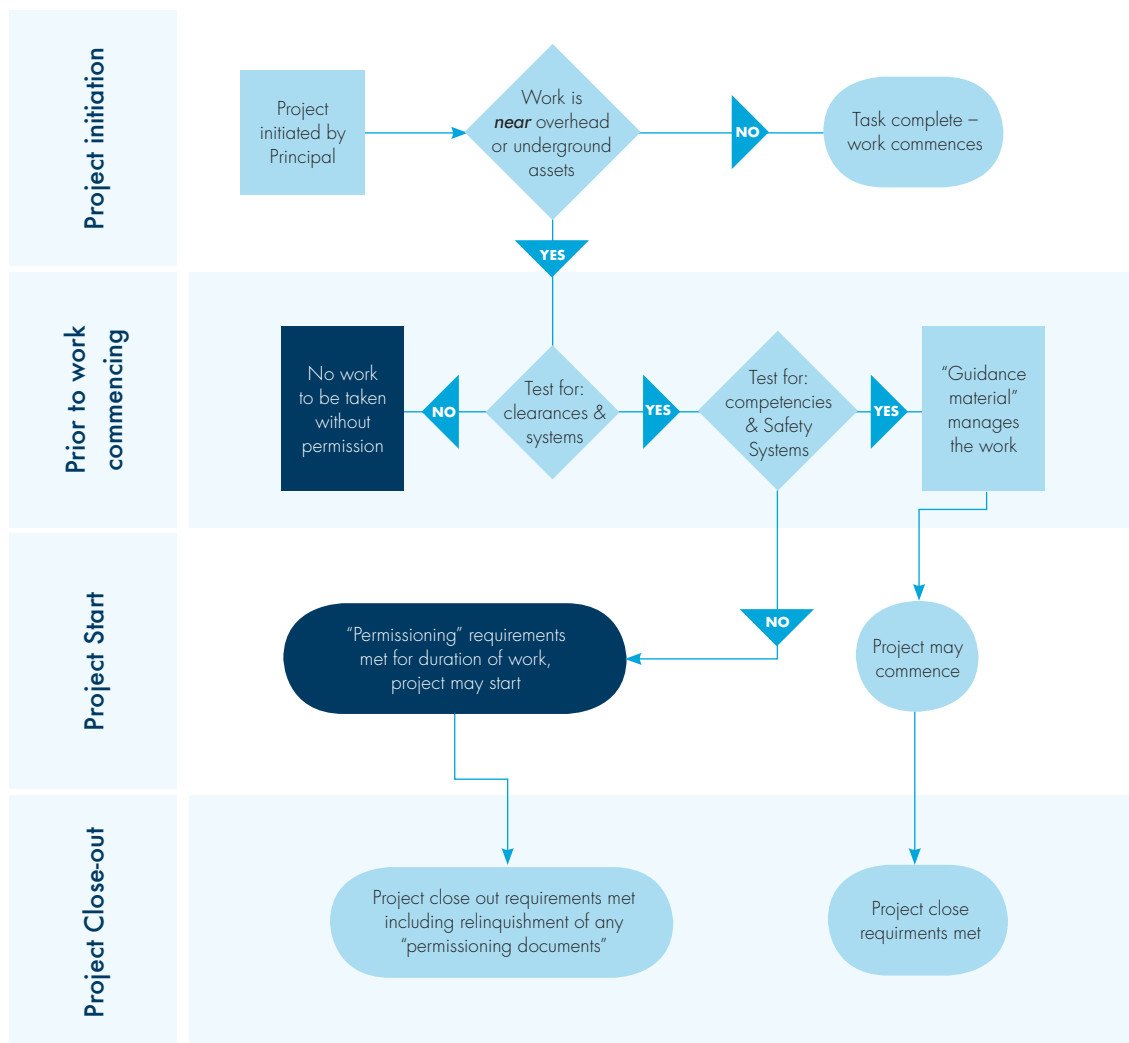 Project initiation
Project
initiated by
Principal
Work is
near overhead
or underground
assets
NO
Task complete –
work commences
YES
Prior to work
commencing
No work
to be taken
without
permission
NO
Test for:
clearances &
systems
YES
Test for:
competencies
& Safety
Systems
YES
“Guidance
material”
manages
the work
Project Start
“Permissioning” requirements
met for duration of work,
project may start
NO
Project may
commence
Project Close-out
Project close out requirements met
including relinquishment of any
“permissioning documents”
Project close
requirments met